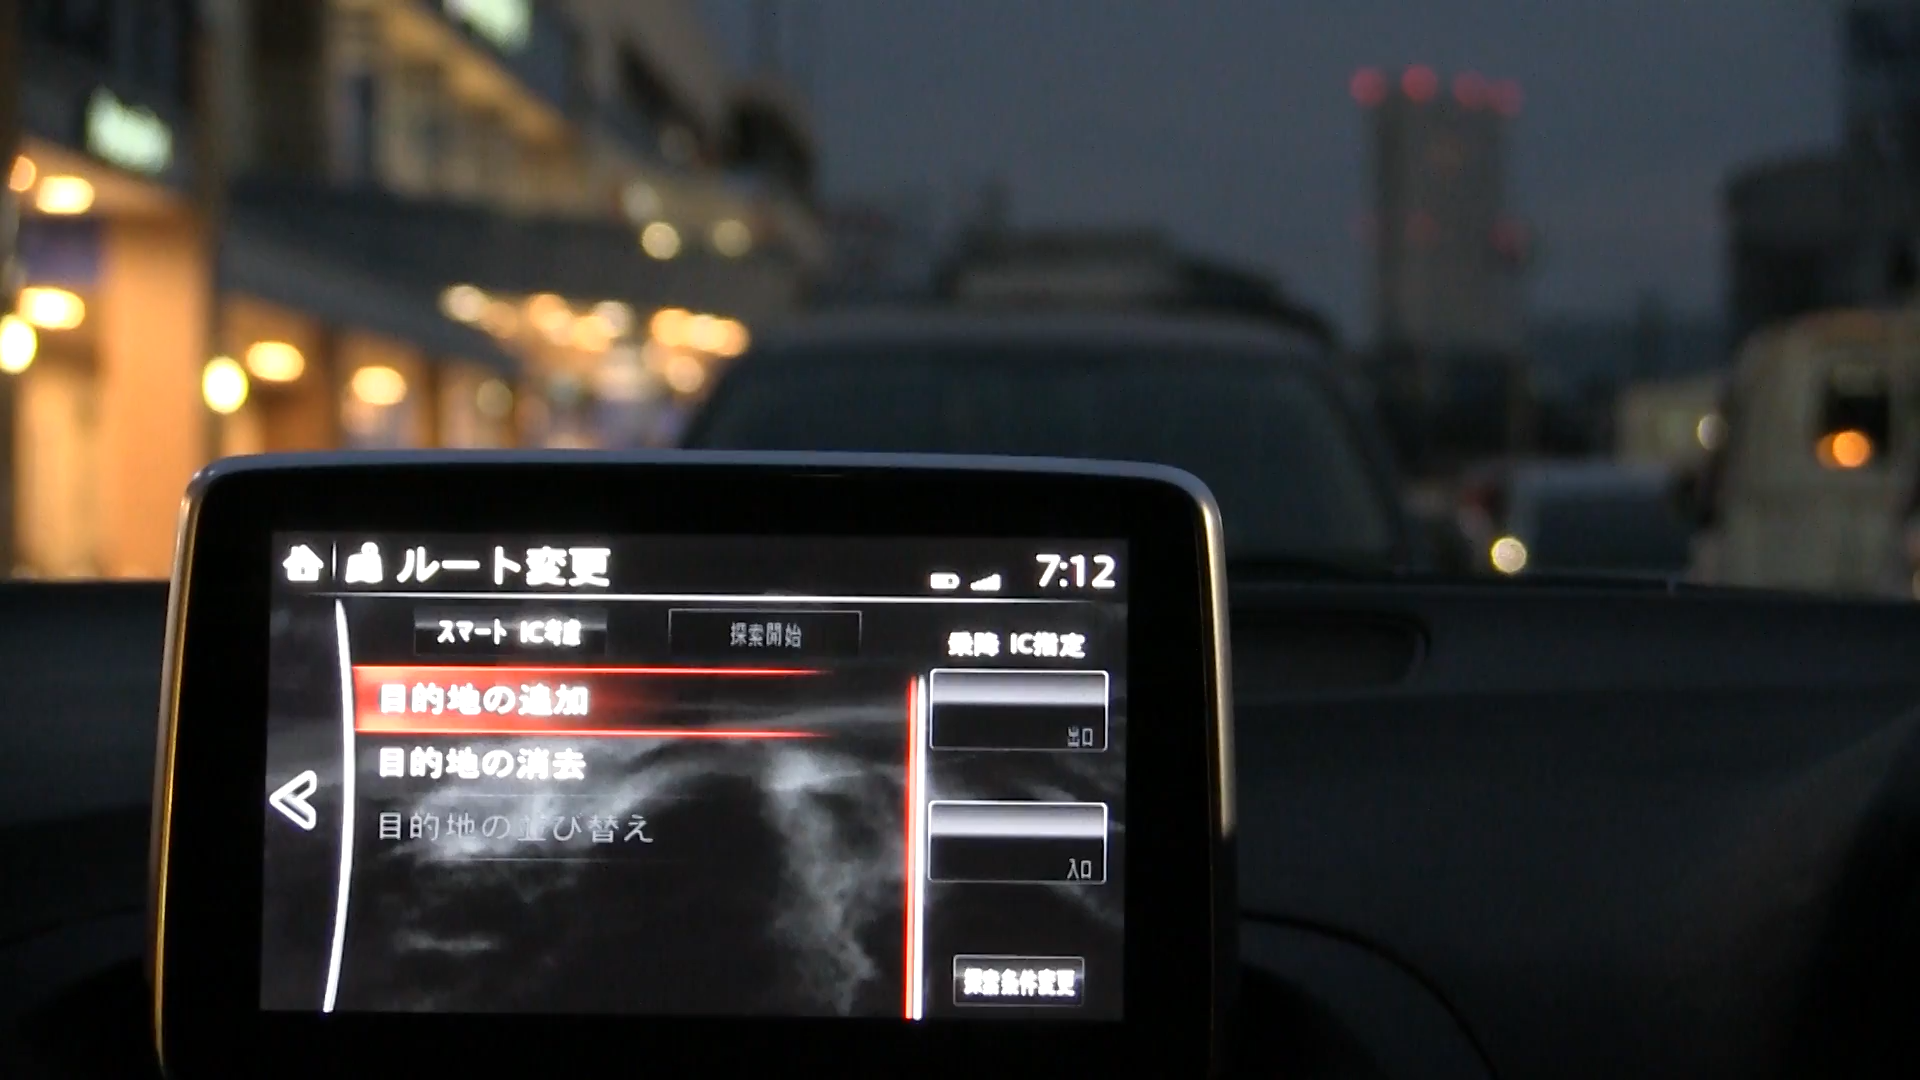 ルート変更 7:12
スマート IC考慮 探索開始 乗降 IC指定
目的地の追加
出口
目的地の消去
目的地の並び替え
入口
探索条件変更